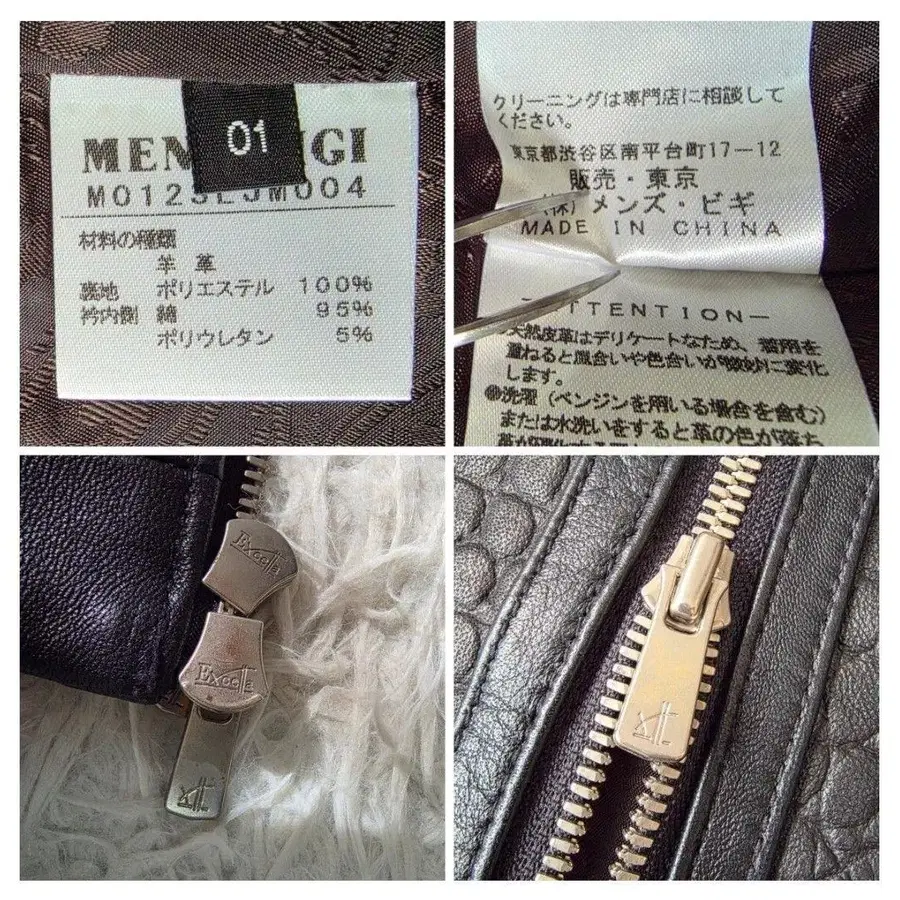 01
材料の種類
羊革
裏地 ポリエステル 100%
衿内側 綿 95%
ポリウレタン 5%
クリーニングは専門店に相談して
ください。
東京都渋谷区南平台町17-12
販売・東京
(株)メンズ・ビギ
MADE IN CHINA
TTENTION-
天然皮革はデリケートなため、着用を
重ねると風合いや色合いが微妙に変化
します。
●洗濯(ベンジンを用いる場合を含む)
または水洗いをすると革の色が落ち
Excella
Excella